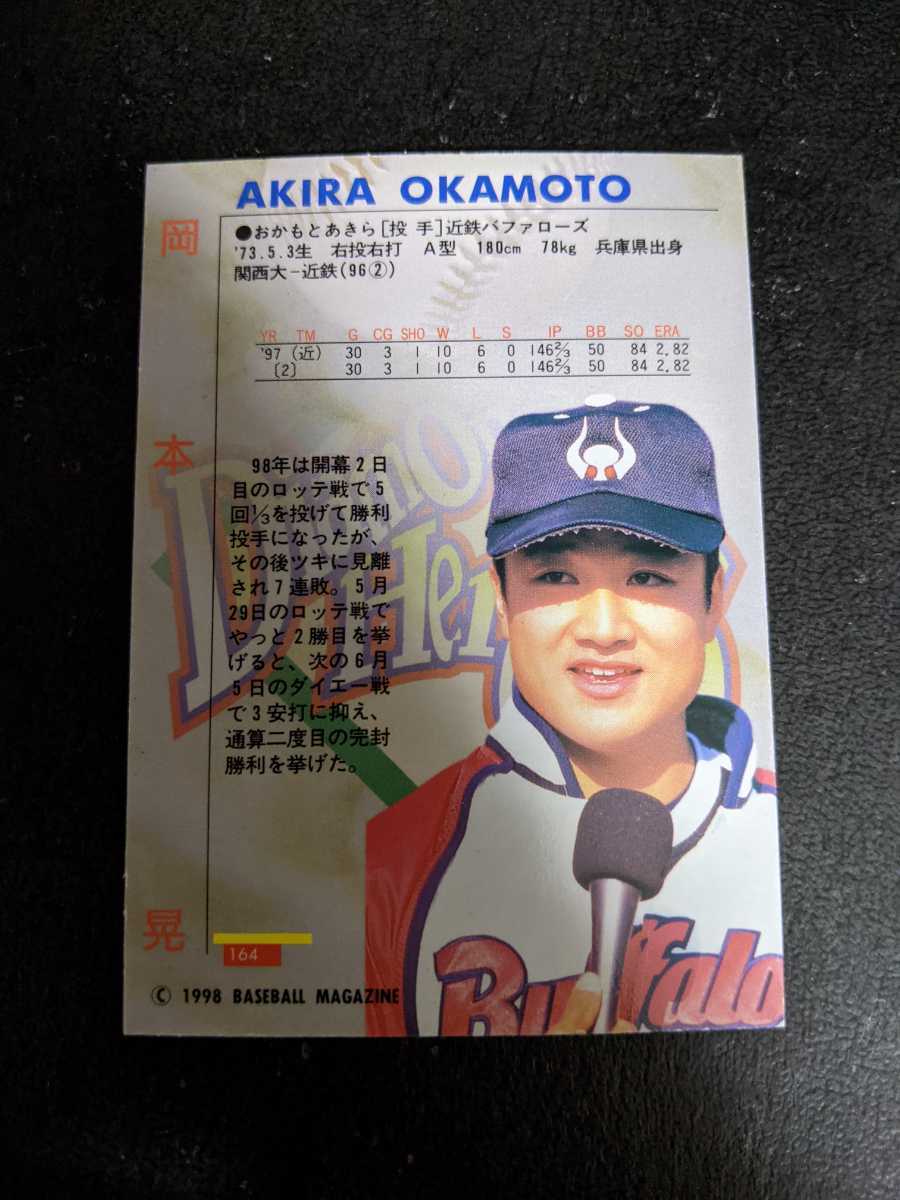 AKIRA OKAMOTO
岡本晃
●おかもとあきら[投 手]近鉄バファローズ
'73.5.3生 右投右打 A型 180cm 78kg 兵庫県出身
関西大−近鉄(96②)
YR TM G CG SHO W L S IP BB SO ERA
'97 (近) 30 3 1 10 6 0 146⅔ 50 84 2.82
[2] 30 3 1 10 6 0 146⅔ 50 84 2.82
98年は開幕2日
目のロッテ戦で5
回⅓を投げて勝利
投手になったが、
その後ツキに見離
され7連敗。5月
29日のロッテ戦で
やっと2勝目を挙
げると、次の6月
5日のダイエー戦
で3安打に抑え、
通算二度目の完封
勝利を挙げた。
164
© 1998 BASEBALL MAGAZINE